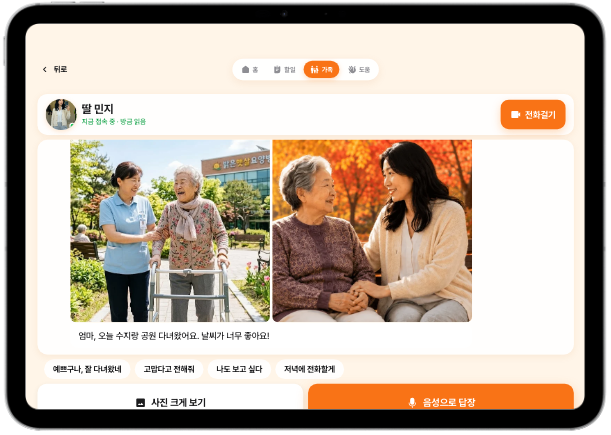 뒤로
홈
할일
가족
도움
딸 민지
지금 접속 중 · 방금 읽음
전화걸기
엄마, 오늘 수지랑 공원 다녀왔어요. 날씨가 너무 좋아요!
예쁘구나, 잘 다녀왔네
고맙다고 전해줘
나도 보고 싶다
저녁에 전화할게
사진 크게 보기
음성으로 답장